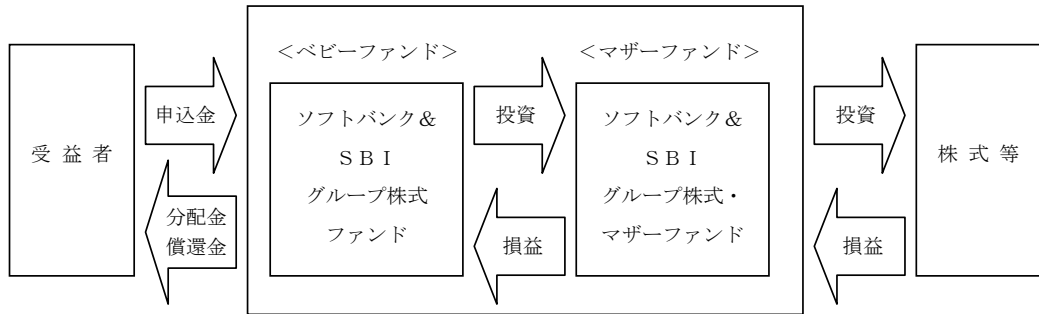 受益者
申込金
分配金
償還金
＜ベビーファンド＞
ソフトバンク＆
ＳＢＩ
グループ株式
ファンド
投資
損益
＜マザーファンド＞
ソフトバンク＆
ＳＢＩ
グループ株式・
マザーファンド
投資
損益
株式等